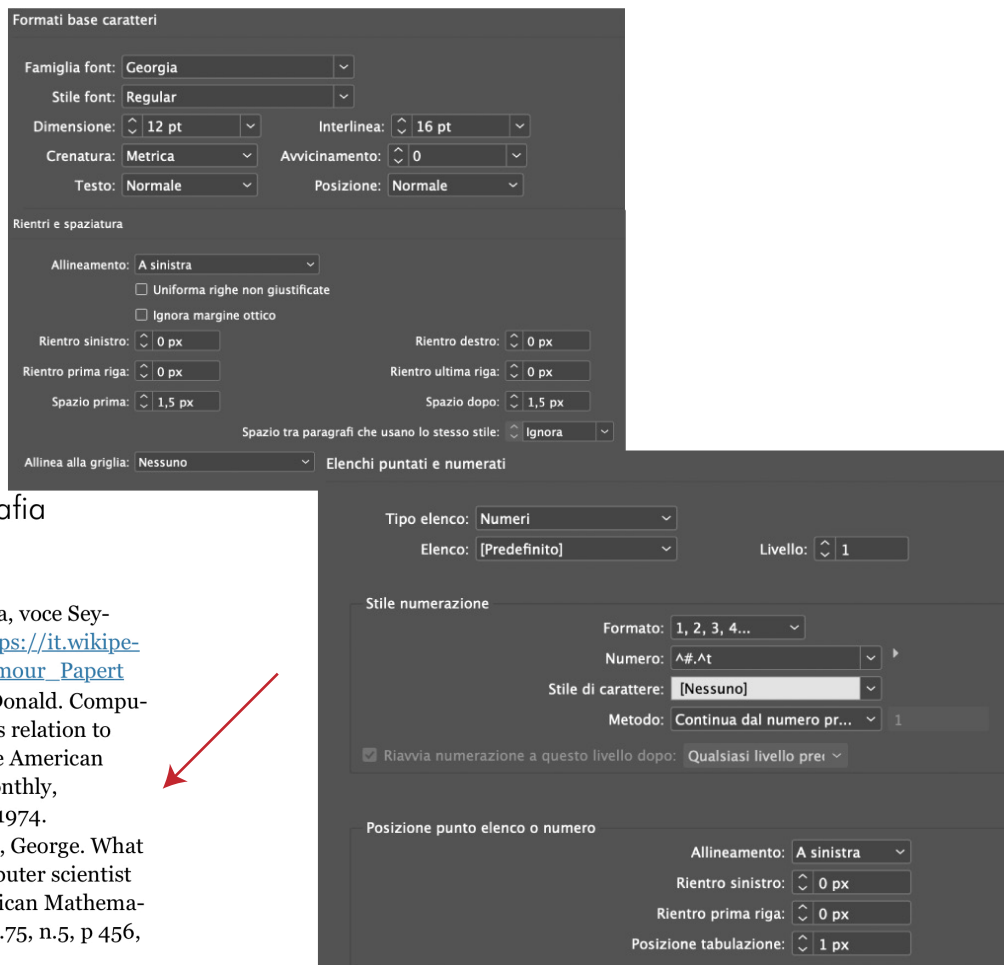 Formati base caratteri
Famiglia font: Georgia
Stile font: Regular
Dimensione: 12 pt Interlinea: 16 pt
Crenatura: Metrica Avvicinamento: 0
Testo: Normale Posizione: Normale
Rientri e spaziatura
Allineamento: A sinistra
Uniforma righe non giustificate
Ignora margine ottico
Rientro sinistro: 0 px Rientro destro: 0 px
Rientro prima riga: 0 px Rientro ultima riga: 0 px
Spazio prima: 1,5 px Spazio dopo: 1,5 px
Spazio tra paragrafi che usano lo stesso stile: Ignora
Allinea alla griglia: Nessuno
Elenchi puntati e numerati
Tipo elenco: Numeri
Elenco: [Predefinito] Livello: 1
Stile numerazione
Formato: 1, 2, 3, 4...
Numero: ^#.^t
Stile di carattere: [Nessuno]
Metodo: Continua dal numero pr... 1
Riavvia numerazione a questo livello dopo: Qualsiasi livello pre
Posizione punto elenco o numero
Allineamento: A sinistra
Rientro sinistro: 0 px
Rientro prima riga: 0 px
Posizione tabulazione: 1 px
afia
a, voce Sey-
ps://it.wikipe-
mour_Papert
Donald. Compu-
s relation to
e American
onthly,
1974.
, George. What
outer scientist
ican Mathema-
.75, n.5, p 456,